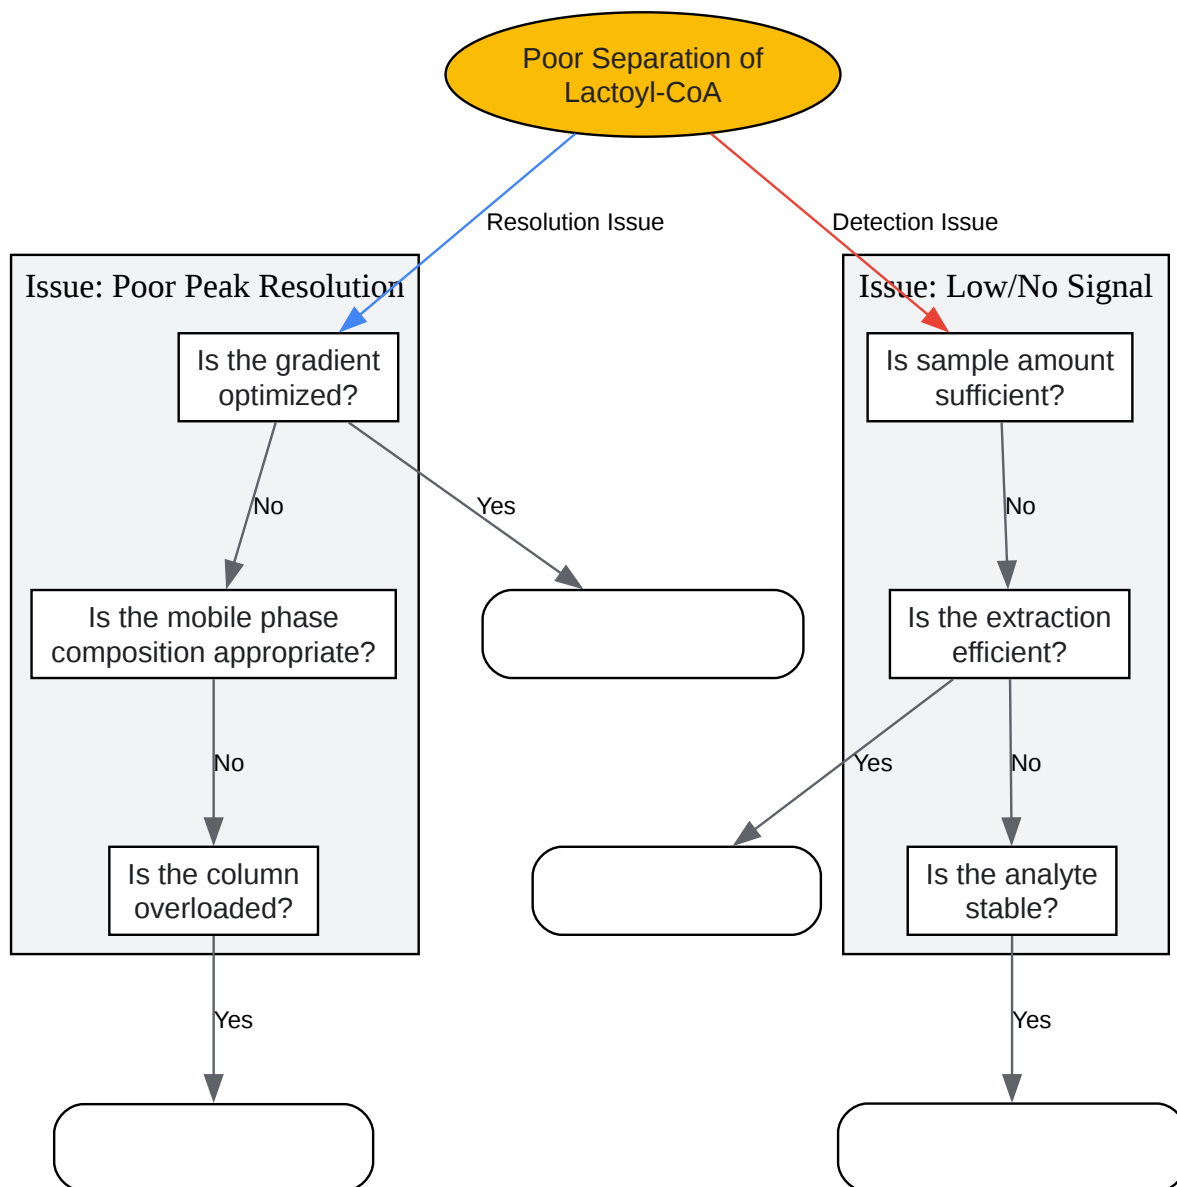 Poor Separation of
Lactoyl-CoA
Resolution Issue
Detection Issue
Issue: Poor Peak Resolution
Issue: Low/No Signal
Is the gradient
optimized?
Is sample amount
sufficient?
No
Yes
No
Is the mobile phase
composition appropriate?
Is the extraction
efficient?
No
Yes
No
Is the column
overloaded?
Is the analyte
stable?
Yes
Yes